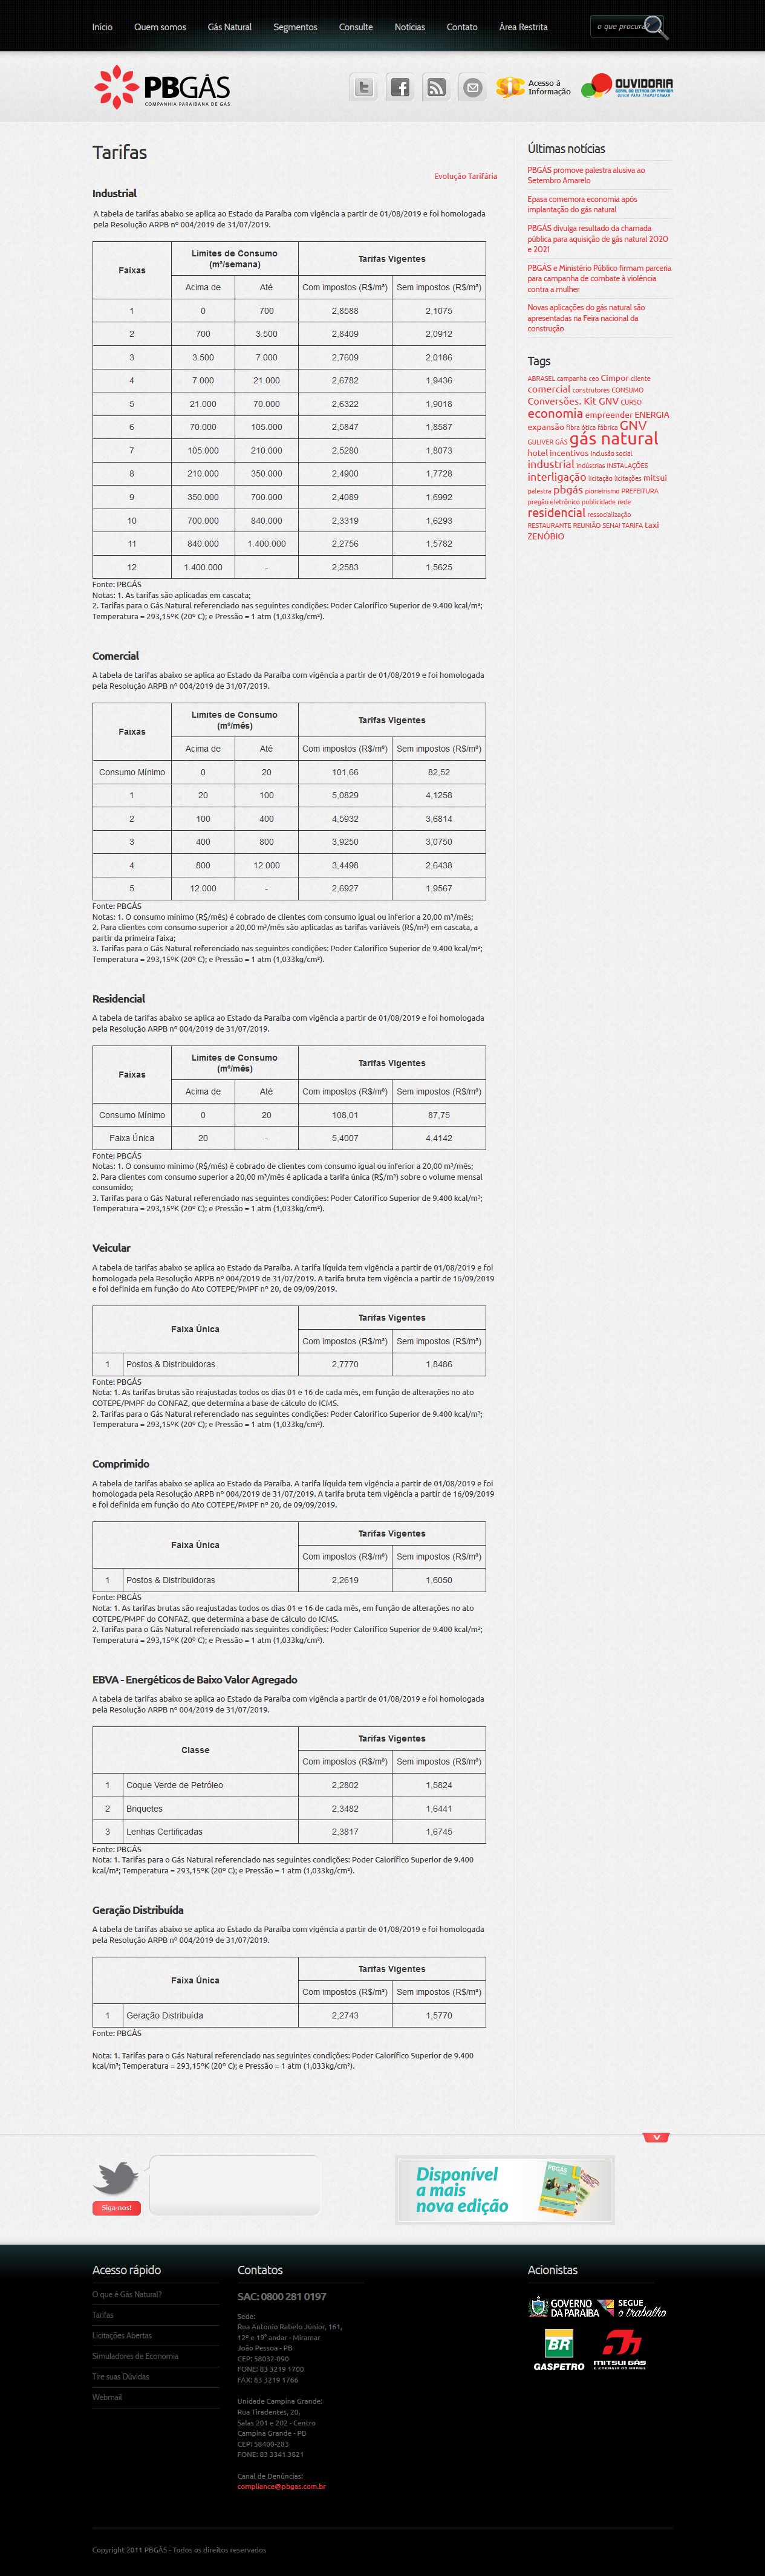 Início Quem somos Gás Natural Segmentos Consulte Notícias Contato Área Restrita o que procura?
PBGÁS
COMPANHIA PARAIBANA DE GÁS
Acesso à
Informação
OUVIDORIA
GERAL DO ESTADO DA PARAÍBA
OUVIR PARA TRANSFORMAR
Tarifas
Evolução Tarifária
Industrial
A tabela de tarifas abaixo se aplica ao Estado da Paraíba com vigência a partir de 01/08/2019 e foi homologada
pela Resolução ARPB nº 004/2019 de 31/07/2019.
Faixas Limites de Consumo (m³/semana) Tarifas Vigentes
Acima de Até Com impostos (R$/m³) Sem impostos (R$/m³)
1 0 700 2,8588 2,1075
2 700 3.500 2,8409 2,0912
3 3.500 7.000 2,7609 2,0186
4 7.000 21.000 2,6782 1,9436
5 21.000 70.000 2,6322 1,9018
6 70.000 105.000 2,5847 1,8587
7 105.000 210.000 2,5280 1,8073
8 210.000 350.000 2,4900 1,7728
9 350.000 700.000 2,4089 1,6992
10 700.000 840.000 2,3319 1,6293
11 840.000 1.400.000 2,2756 1,5782
12 1.400.000 - 2,2583 1,5625
Fonte: PBGÁS
Notas: 1. As tarifas são aplicadas em cascata;
2. Tarifas para o Gás Natural referenciado nas seguintes condições: Poder Calorífico Superior de 9.400 kcal/m³;
Temperatura = 293,15ºK (20º C); e Pressão = 1 atm (1,033kg/cm²).
Comercial
A tabela de tarifas abaixo se aplica ao Estado da Paraíba com vigência a partir de 01/08/2019 e foi homologada
pela Resolução ARPB nº 004/2019 de 31/07/2019.
Faixas Limites de Consumo (m³/mês) Tarifas Vigentes
Acima de Até Com impostos (R$/m³) Sem impostos (R$/m³)
Consumo Mínimo 0 20 101,66 82,52
1 20 100 5,0829 4,1258
2 100 400 4,5932 3,6814
3 400 800 3,9250 3,0750
4 800 12.000 3,4498 2,6438
5 12.000 - 2,6927 1,9567
Fonte: PBGÁS
Notas: 1. O consumo mínimo (R$/mês) é cobrado de clientes com consumo igual ou inferior a 20,00 m³/mês;
2. Para clientes com consumo superior a 20,00 m³/mês são aplicadas as tarifas variáveis (R$/m³) em cascata, a
partir da primeira faixa;
3. Tarifas para o Gás Natural referenciado nas seguintes condições: Poder Calorífico Superior de 9.400 kcal/m³;
Temperatura = 293,15ºK (20º C); e Pressão = 1 atm (1,033kg/cm²).
Residencial
A tabela de tarifas abaixo se aplica ao Estado da Paraíba com vigência a partir de 01/08/2019 e foi homologada
pela Resolução ARPB nº 004/2019 de 31/07/2019.
Faixas Limites de Consumo (m³/mês) Tarifas Vigentes
Acima de Até Com impostos (R$/m³) Sem impostos (R$/m³)
Consumo Mínimo 0 20 108,01 87,75
Faixa Única 20 - 5,4007 4,4142
Fonte: PBGÁS
Notas: 1. O consumo mínimo (R$/mês) é cobrado de clientes com consumo igual ou inferior a 20,00 m³/mês;
2. Para clientes com consumo superior a 20,00 m³/mês é aplicada a tarifa única (R$/m³) sobre o volume mensal
consumido;
3. Tarifas para o Gás Natural referenciado nas seguintes condições: Poder Calorífico Superior de 9.400 kcal/m³;
Temperatura = 293,15ºK (20º C); e Pressão = 1 atm (1,033kg/cm²).
Veicular
A tabela de tarifas abaixo se aplica ao Estado da Paraíba. A tarifa líquida tem vigência a partir de 01/08/2019 e foi
homologada pela Resolução ARPB nº 004/2019 de 31/07/2019. A tarifa bruta tem vigência a partir de 16/09/2019
e foi definida em função do Ato COTEPE/PMPF nº 20, de 09/09/2019.
Faixa Única Tarifas Vigentes
Com impostos (R$/m³) Sem impostos (R$/m³)
1 Postos & Distribuidoras 2,7770 1,8486
Fonte: PBGÁS
Nota: 1. As tarifas brutas são reajustadas todos os dias 01 e 16 de cada mês, em função de alterações no ato
COTEPE/PMPF do CONFAZ, que determina a base de cálculo do ICMS.
2. Tarifas para o Gás Natural referenciado nas seguintes condições: Poder Calorífico Superior de 9.400 kcal/m³;
Temperatura = 293,15ºK (20º C); e Pressão = 1 atm (1,033kg/cm²).
Comprimido
A tabela de tarifas abaixo se aplica ao Estado da Paraíba. A tarifa líquida tem vigência a partir de 01/08/2019 e foi
homologada pela Resolução ARPB nº 004/2019 de 31/07/2019. A tarifa bruta tem vigência a partir de 16/09/2019
e foi definida em função do Ato COTEPE/PMPF nº 20, de 09/09/2019.
Faixa Única Tarifas Vigentes
Com impostos (R$/m³) Sem impostos (R$/m³)
1 Postos & Distribuidoras 2,2619 1,6050
Fonte: PBGÁS
Nota: 1. As tarifas brutas são reajustadas todos os dias 01 e 16 de cada mês, em função de alterações no ato
COTEPE/PMPF do CONFAZ, que determina a base de cálculo do ICMS.
2. Tarifas para o Gás Natural referenciado nas seguintes condições: Poder Calorífico Superior de 9.400 kcal/m³;
Temperatura = 293,15ºK (20º C); e Pressão = 1 atm (1,033kg/cm²).
EBVA - Energéticos de Baixo Valor Agregado
A tabela de tarifas abaixo se aplica ao Estado da Paraíba com vigência a partir de 01/08/2019 e foi homologada
pela Resolução ARPB nº 004/2019 de 31/07/2019.
Classe Tarifas Vigentes
Com impostos (R$/m³) Sem impostos (R$/m³)
1 Coque Verde de Petróleo 2,2802 1,5824
2 Briquetes 2,3482 1,6441
3 Lenhas Certificadas 2,3817 1,6745
Fonte: PBGÁS
Nota: 1. Tarifas para o Gás Natural referenciado nas seguintes condições: Poder Calorífico Superior de 9.400
kcal/m³; Temperatura = 293,15ºK (20º C); e Pressão = 1 atm (1,033kg/cm²).
Geração Distribuída
A tabela de tarifas abaixo se aplica ao Estado da Paraíba com vigência a partir de 01/08/2019 e foi homologada
pela Resolução ARPB nº 004/2019 de 31/07/2019.
Faixa Única Tarifas Vigentes
Com impostos (R$/m³) Sem impostos (R$/m³)
1 Geração Distribuída 2,2743 1,5770
Fonte: PBGÁS
Nota: 1. Tarifas para o Gás Natural referenciado nas seguintes condições: Poder Calorífico Superior de 9.400
kcal/m³; Temperatura = 293,15ºK (20º C); e Pressão = 1 atm (1,033kg/cm²).
Últimas notícias
PBGÁS promove palestra alusiva ao
Setembro Amarelo
Epasa comemora economia após
implantação do gás natural
PBGÁS divulga resultado da chamada
pública para aquisição de gás natural 2020
e 2021
PBGÁS e Ministério Público firmam parceria
para campanha de combate à violência
contra a mulher
Novas aplicações do gás natural são
apresentadas na Feira nacional da
construção
Tags
ABRASEL campanha ceo Cimpor cliente
comercial construtores CONSUMO
Conversões. Kit GNV CURSO
economia empreender ENERGIA
expansão fibra ótica fábrica GNV
GULIVER GÁS gás natural
hotel incentivos inclusão social
industrial indústrias INSTALAÇÕES
interligação licitação licitações mitsui
palestra pbgás pioneirismo PREFEITURA
pregão eletrônico publicidade rede
residencial ressocialização
RESTAURANTE REUNIÃO SENAI TARIFA taxi
ZENÓBIO
Siga-nos!
Disponível
a mais
nova edição
PBGÁS
Acesso rápido
O que é Gás Natural?
Tarifas
Licitações Abertas
Simuladores de Economia
Tire suas Dúvidas
Webmail
Contatos
SAC: 0800 281 0197
Sede:
Rua Antonio Rabelo Júnior, 161,
12º e 19º andar - Miramar
João Pessoa - PB
CEP: 58032-090
FONE: 83 3219 1700
FAX: 83 3219 1766
Unidade Campina Grande:
Rua Tiradentes, 20,
Salas 201 e 202 - Centro
Campina Grande - PB
CEP: 58400-283
FONE: 83 3341 3821
Canal de Denúncias:
compliance@pbgas.com.br
Acionistas
GOVERNO
DA PARAÍBA
SEGUE
o trabalho
BR
GASPETRO
MITSUI GÁS
E ENERGIA DO BRASIL
Copyright 2011 PBGÁS - Todos os direitos reservados